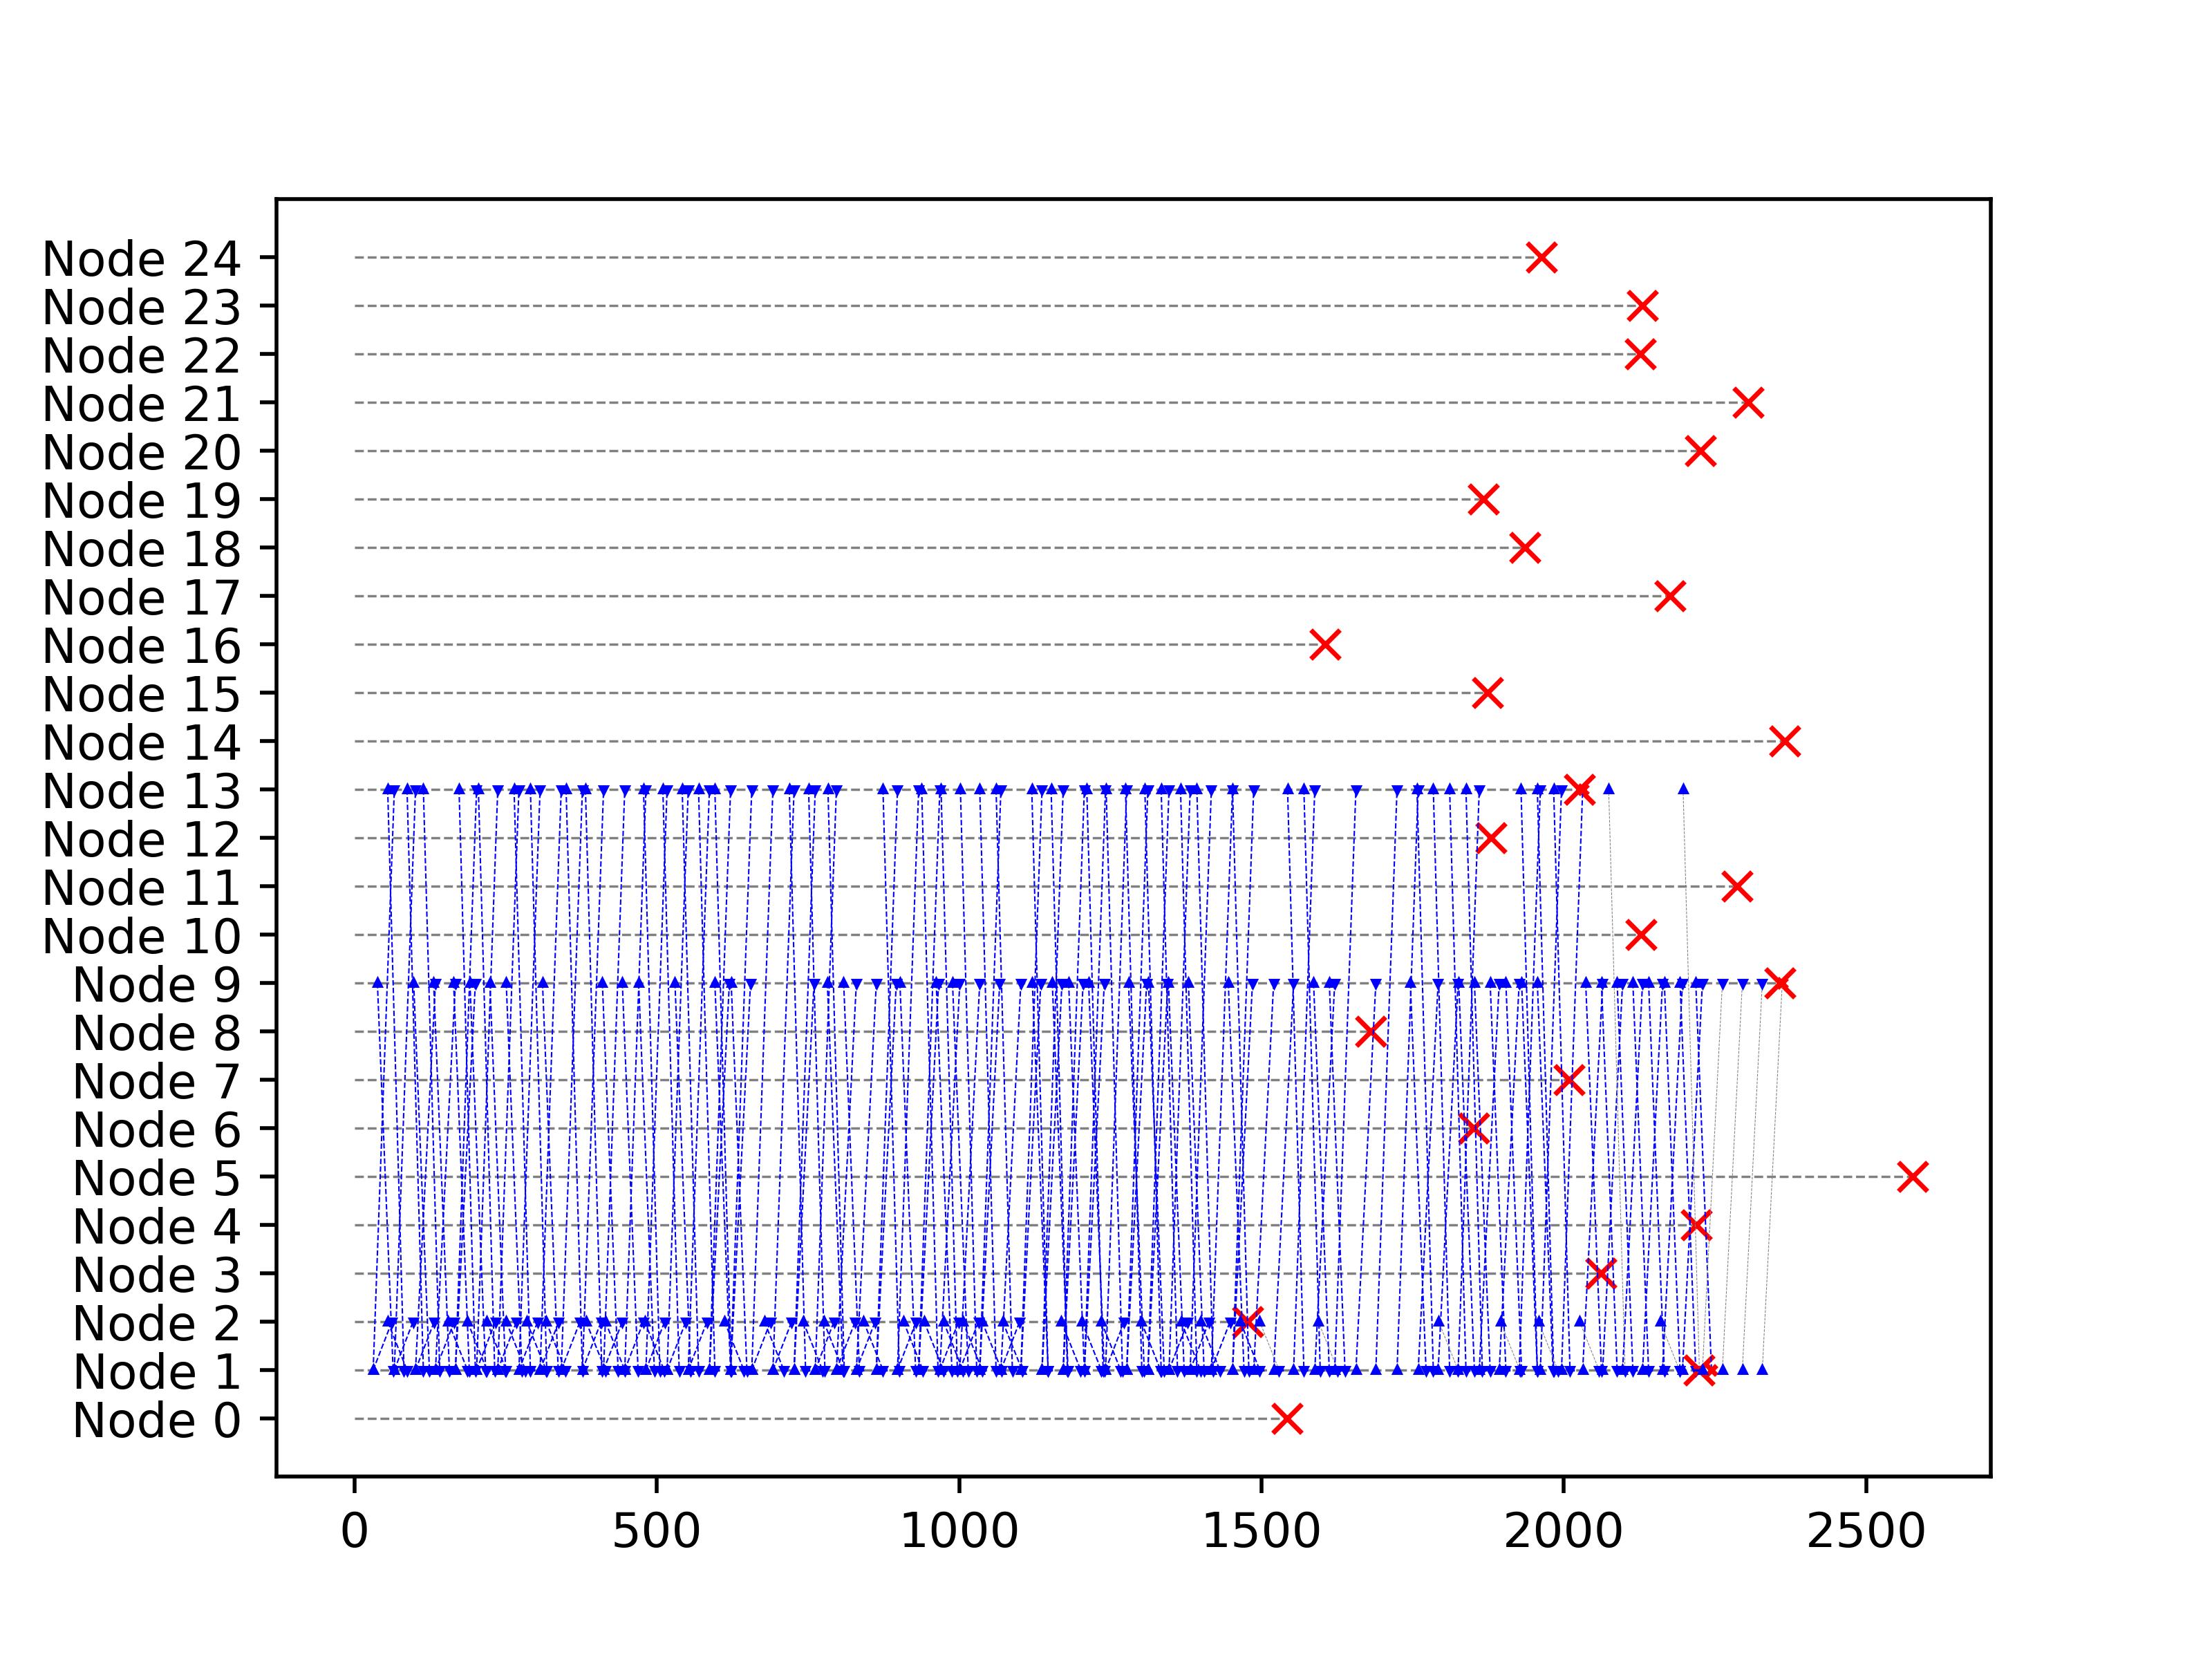 Node 24
Node 23
Node 22
Node 21
Node 20
Node 19
Node 18
Node 17
Node 16
Node 15
Node 14
Node 13
Node 12
Node 11
Node 10
Node 9
Node 8
Node 7
Node 6
Node 5
Node 4
Node 3
Node 2
Node 1
Node 0
0 500 1000 1500 2000 2500